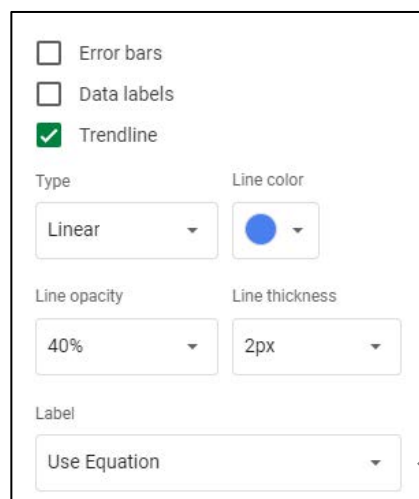 Error bars
Data labels
Trendline
Type Line color
Linear
Line opacity Line thickness
40% 2px
Label
Use Equation